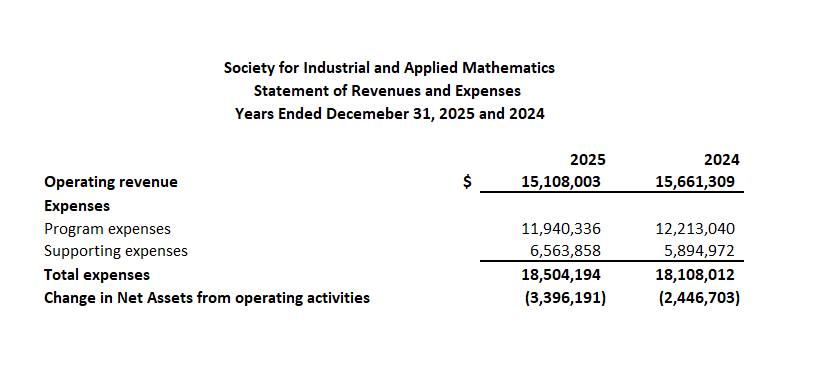 Society for Industrial and Applied Mathematics
Statement of Revenues and Expenses
Years Ended Decemeber 31, 2025 and 2024
2025 2024
Operating revenue $ 15,108,003 15,661,309
Expenses
Program expenses 11,940,336 12,213,040
Supporting expenses 6,563,858 5,894,972
Total expenses 18,504,194 18,108,012
Change in Net Assets from operating activities (3,396,191) (2,446,703)